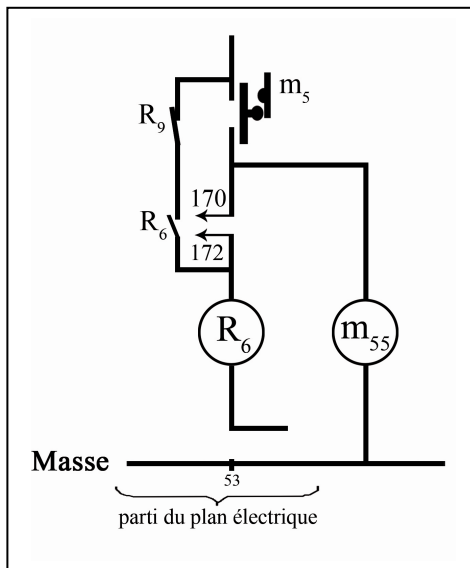 m5
R9
170
R6
172
R6
m55
Masse
53
parti du plan électrique